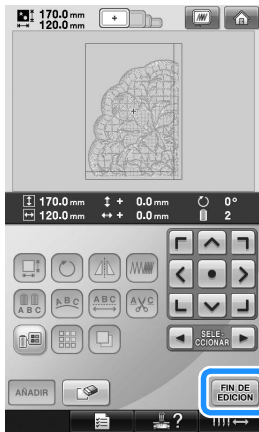 170.0 mm
120.0 mm
170.0 mm + 0.0 mm 0°
120.0 mm + 0.0 mm 2
A B C
A B C
A B C
A C
SELE-
CCIONAR
AÑADIR
FIN DE
EDICION
?